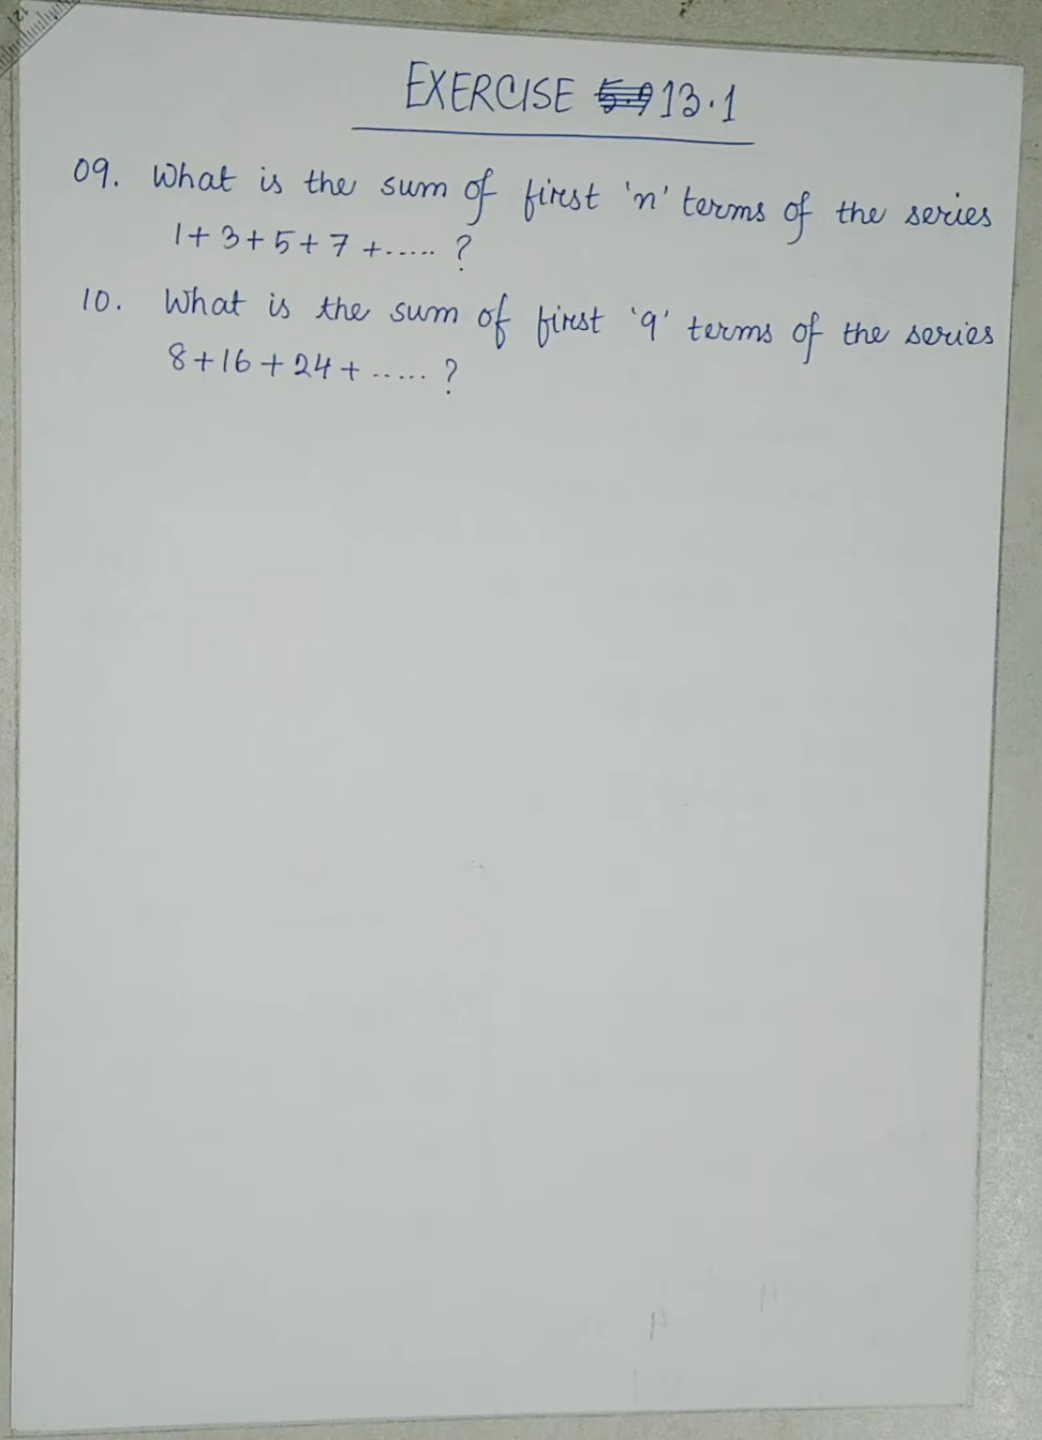 EXERCISE 13.1
09. What is the sum of first 'n' terms of the series
1+3+5+7+..... ?
10. What is the sum of first '9' terms of the series
8+16+24+..... ?